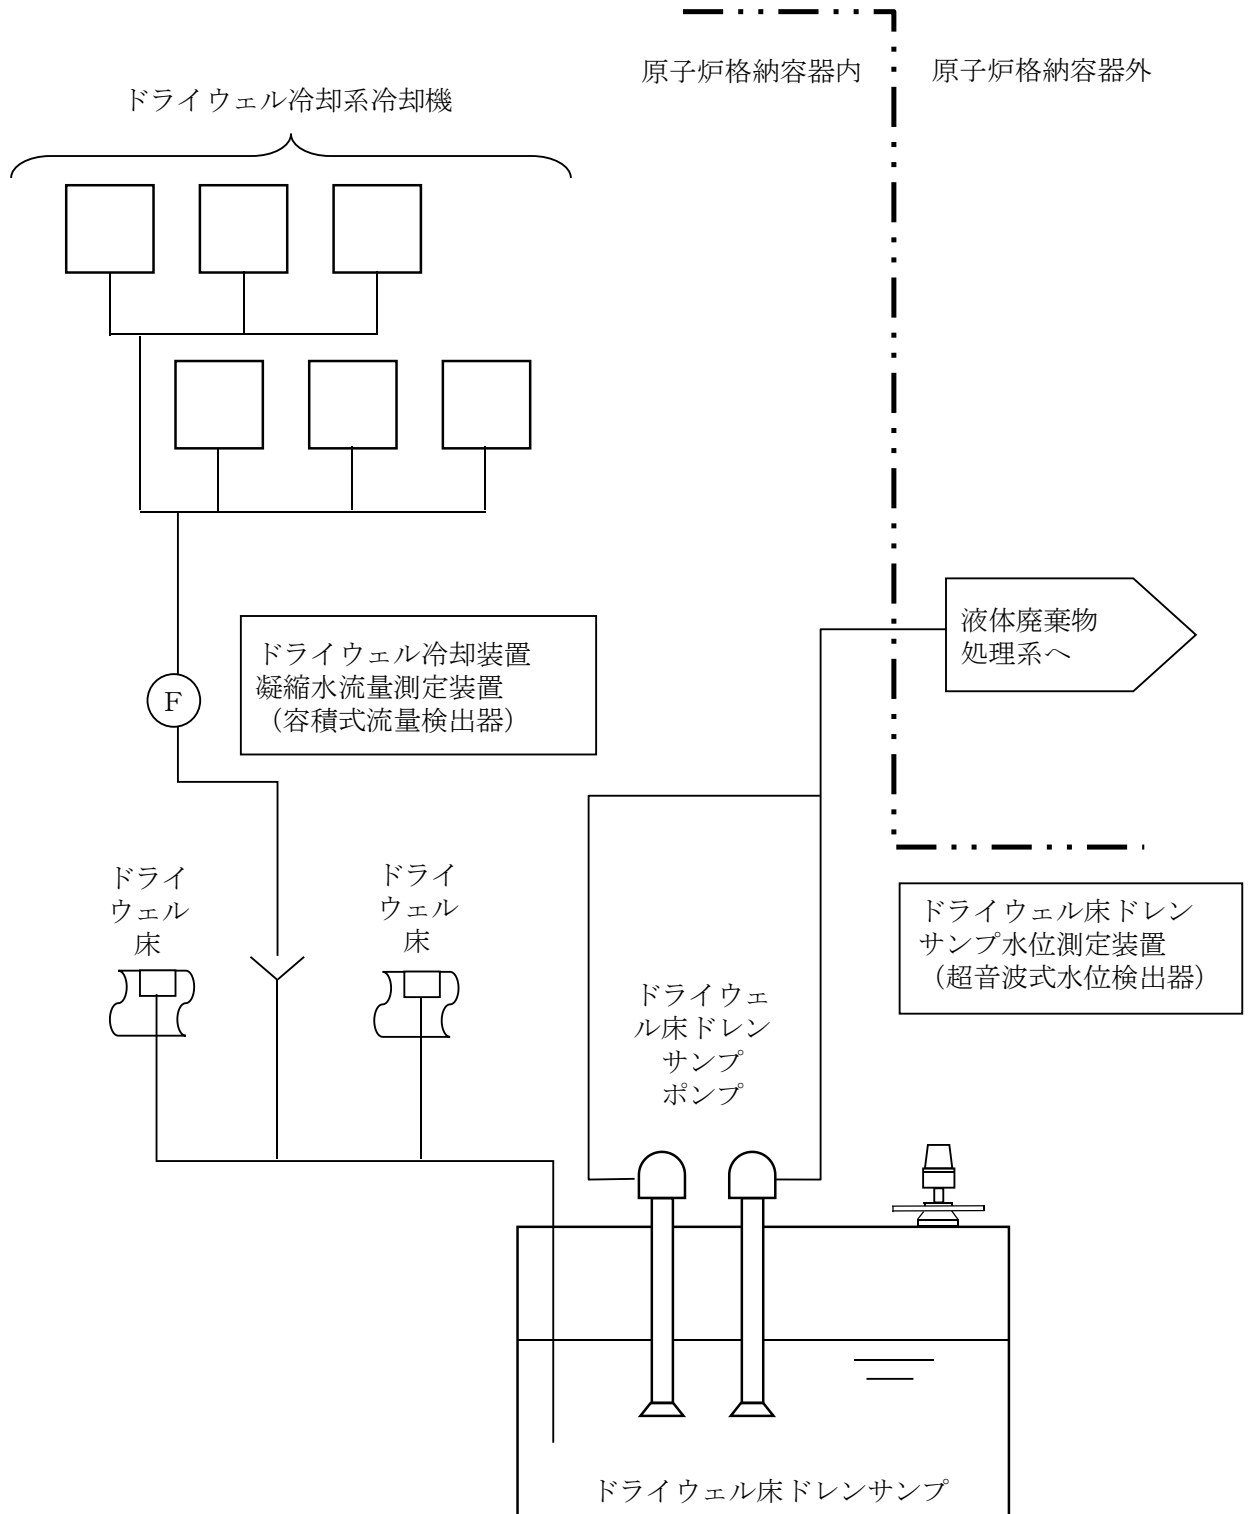 原子炉格納容器内
原子炉格納容器外
ドライウェル冷却系冷却機
液体廃棄物
処理系へ
ドライウェル冷却装置
凝縮水流量測定装置
（容積式流量検出器）
F
ドライ
ウェル
床
ドライ
ウェル
床
ドライウェル床ドレン
サンプ水位測定装置
（超音波式水位検出器）
ドライウェ
ル床ドレン
サンプ
ポンプ
ドライウェル床ドレンサンプ